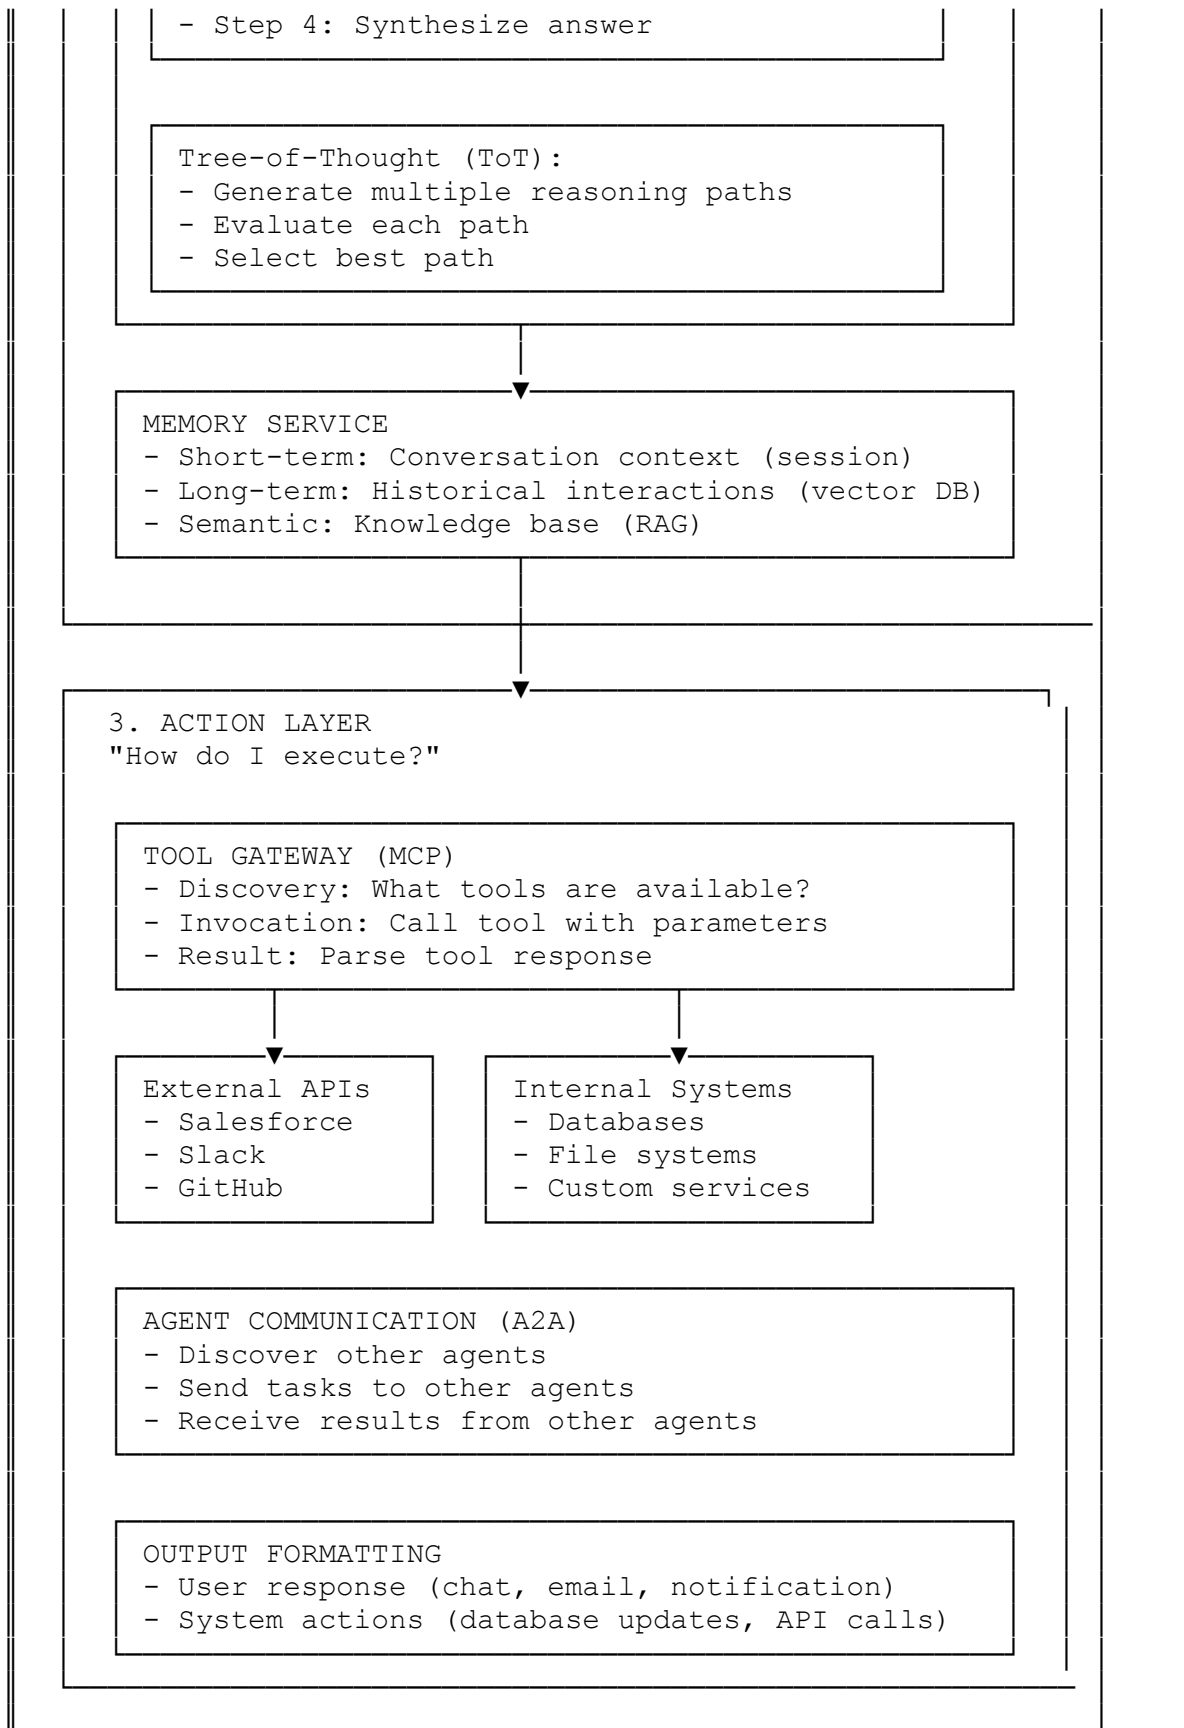 - Step 4: Synthesize answer
Tree-of-Thought (ToT):
- Generate multiple reasoning paths
- Evaluate each path
- Select best path
MEMORY SERVICE
- Short-term: Conversation context (session)
- Long-term: Historical interactions (vector DB)
- Semantic: Knowledge base (RAG)
3. ACTION LAYER
"How do I execute?"
TOOL GATEWAY (MCP)
- Discovery: What tools are available?
- Invocation: Call tool with parameters
- Result: Parse tool response
External APIs
- Salesforce
- Slack
- GitHub
Internal Systems
- Databases
- File systems
- Custom services
AGENT COMMUNICATION (A2A)
- Discover other agents
- Send tasks to other agents
- Receive results from other agents
OUTPUT FORMATTING
- User response (chat, email, notification)
- System actions (database updates, API calls)